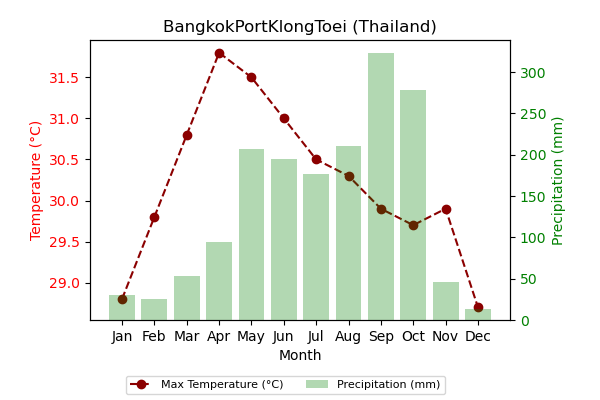 BangkokPortKlongToei (Thailand)
31.5
31.0
30.5
30.0
29.5
29.0
Temperature (°C)
300
250
200
150
100
50
0
Precipitation (mm)
Jan Feb Mar Apr May Jun Jul Aug Sep Oct Nov Dec
Month
Max Temperature (°C) Precipitation (mm)